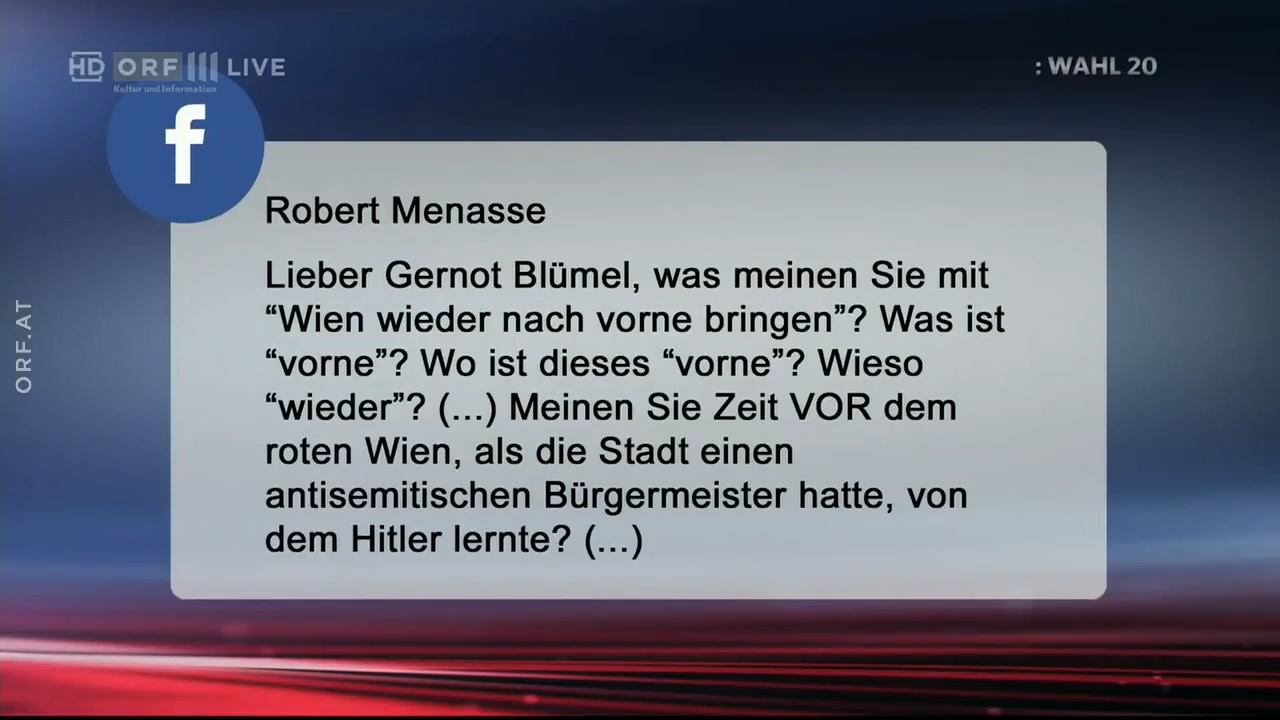 HD ORF III LIVE
Kultur und Information
: WAHL 20
f
ORF.AT
Robert Menasse
Lieber Gernot Blümel, was meinen Sie mit
“Wien wieder nach vorne bringen”? Was ist
“vorne”? Wo ist dieses “vorne”? Wieso
“wieder”? (...) Meinen Sie Zeit VOR dem
roten Wien, als die Stadt einen
antisemitischen Bürgermeister hatte, von
dem Hitler lernte? (...)